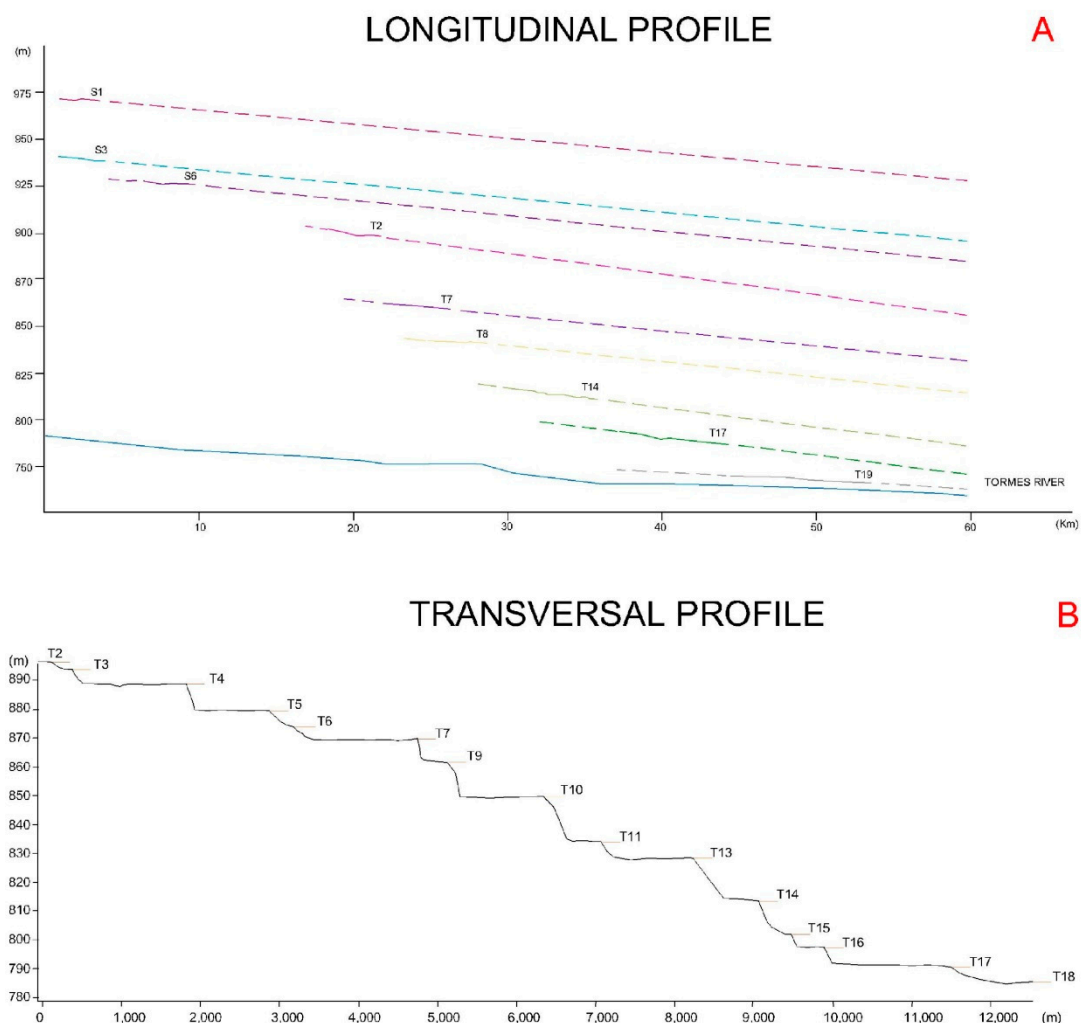 LONGITUDINAL PROFILE
A
(m)
975
950
925
900
870
850
825
800
760
S1
S3
S6
T2
T7
T8
T14
T17
T19
TORMES RIVER
10
20
30
40
50
60
(Km)
TRANSVERSAL PROFILE
B
(m)
890
880
870
860
850
840
830
820
810
800
790
780
T2
T3
T4
T5
T6
T7
T9
T10
T11
T13
T14
T15
T16
T17
T18
0
1,000
2,000
3,000
4,000
5,000
6,000
7,000
8,000
9,000
10,000
11,000
12,000
(m)